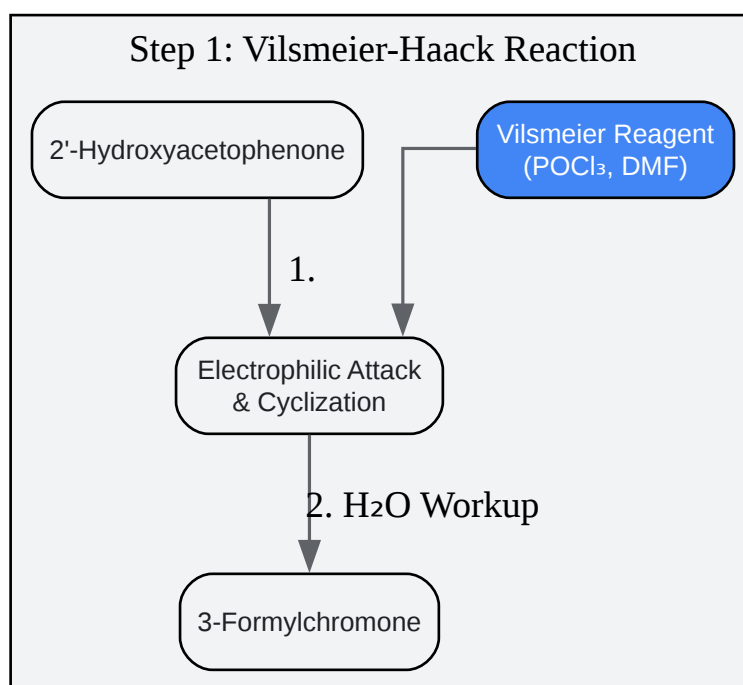 Step 1: Vilsmeier-Haack Reaction
2'-Hydroxyacetophenone
Vilsmeier Reagent
(POCl₃, DMF)
1.
Electrophilic Attack
& Cyclization
2. H₂O Workup
3-Formylchromone